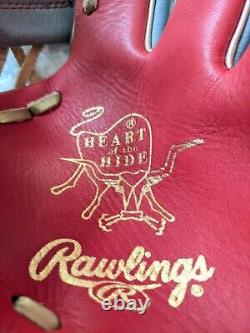 ®
HEART
of the
HIDE
Rawlings
®